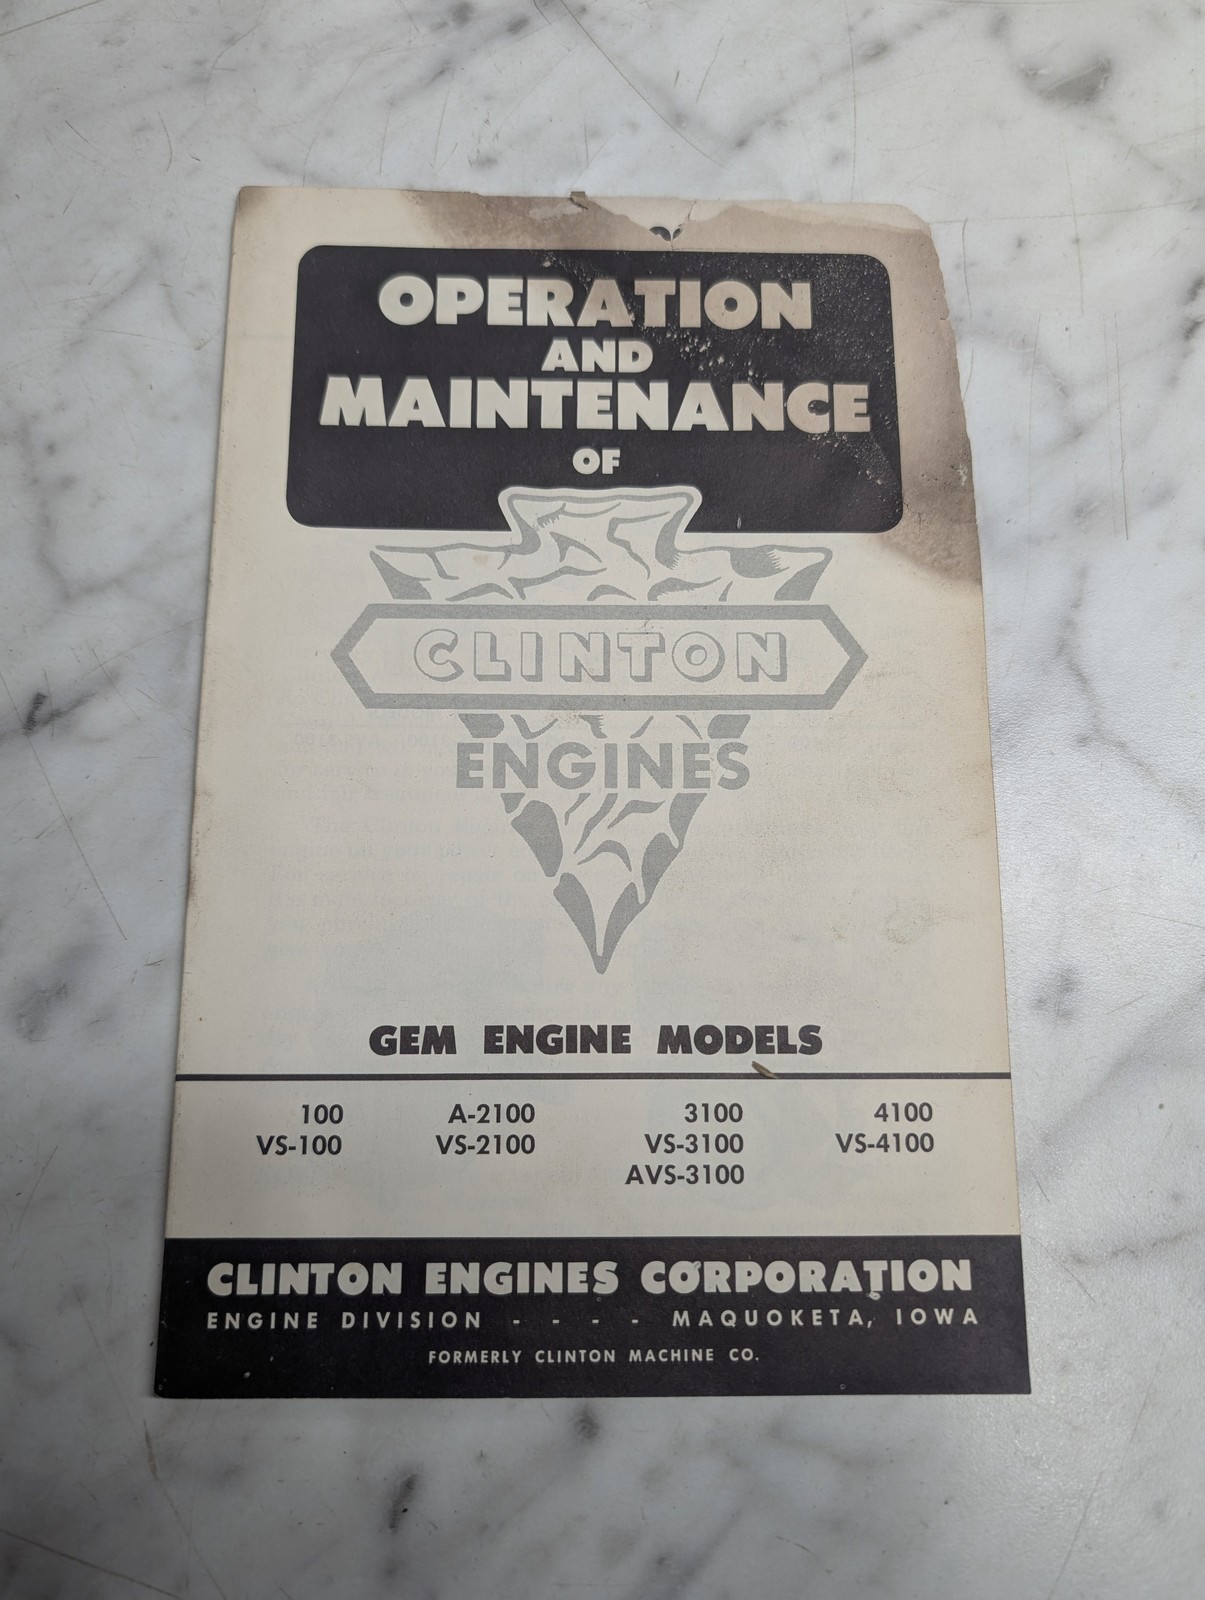 OPERATION
AND
MAINTENANCE
OF
CLINTON
ENGINES
GEM ENGINE MODELS
100 A-2100 3100 4100
VS-100 VS-2100 VS-3100 VS-4100
AVS-3100
CLINTON ENGINES CORPORATION
ENGINE DIVISION - - - - MAQUOKETA, IOWA
FORMERLY CLINTON MACHINE CO.